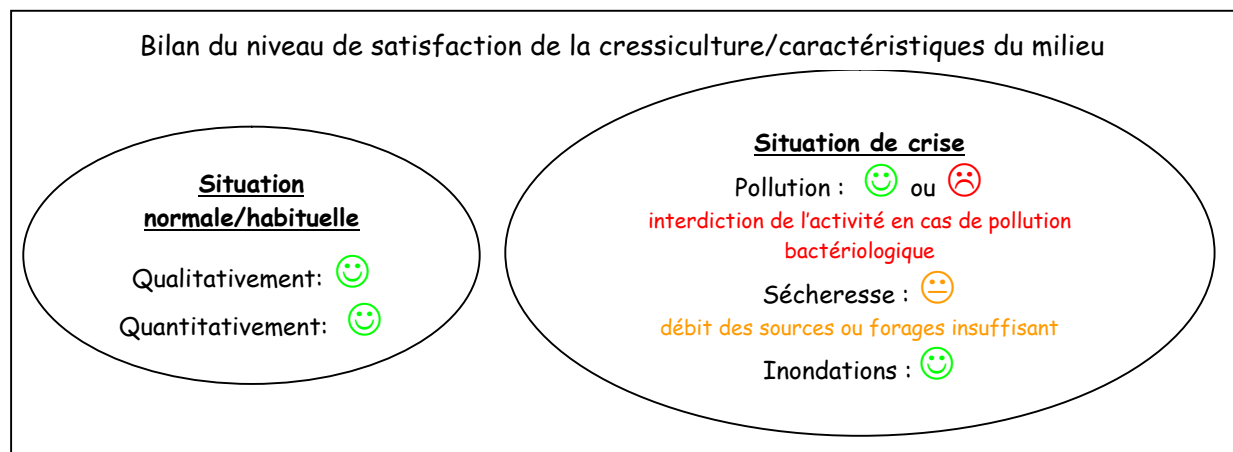 Bilan du niveau de satisfaction de la cressiculture/caractéristiques du milieu
Situation
normale/habituelle
Qualitativement:
Quantitativement:
Situation de crise
Pollution : ou
interdiction de l'activité en cas de pollution
bactériologique
Sécheresse :
débit des sources ou forages insuffisant
Inondations :